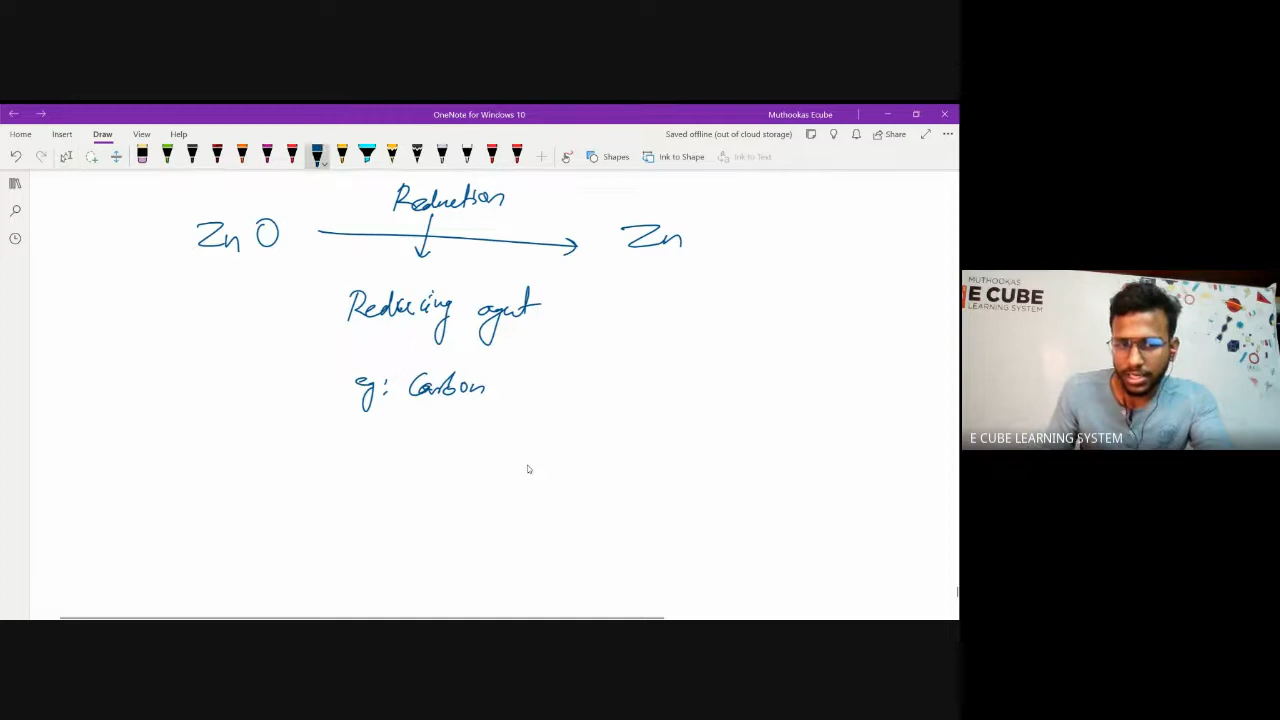 OneNote for Windows 10
Muthookas Ecube
Home Insert Draw View Help
Saved offline (out of cloud storage)
Share
Shapes
Ink to Shape
Ink to Text
Reduction
ZnO Zn
Reducing agent
eg: Carbon
MUTHOOKAS
E CUBE
LEARNING SYSTEM
E CUBE LEARNING SYSTEM